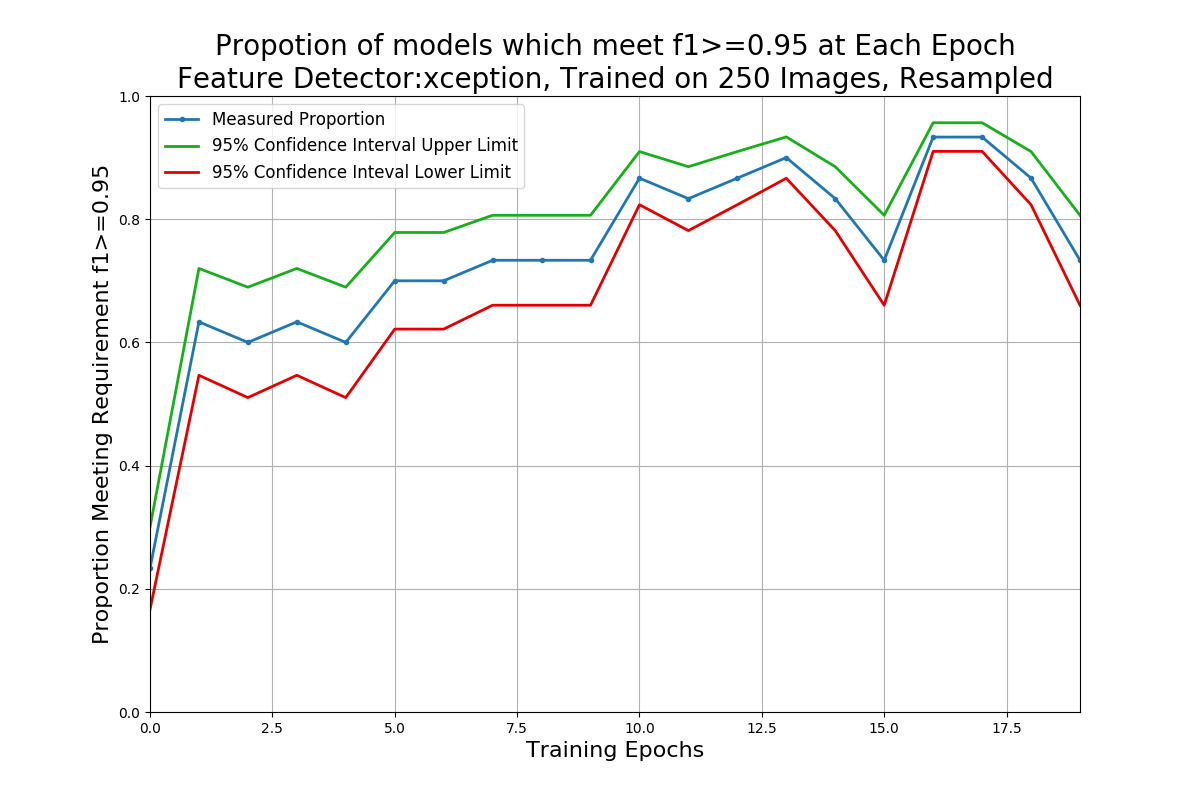 Propotion of models which meet f1>=0.95 at Each Epoch
Feature Detector:xception, Trained on 250 Images, Resampled
Measured Proportion
95% Confidence Interval Upper Limit
95% Confidence Inteval Lower Limit
Proportion Meeting Requirement f1>=0.95
1.0
0.8
0.6
0.4
0.2
0.0
0.0 2.5 5.0 7.5 10.0 12.5 15.0 17.5
Training Epochs